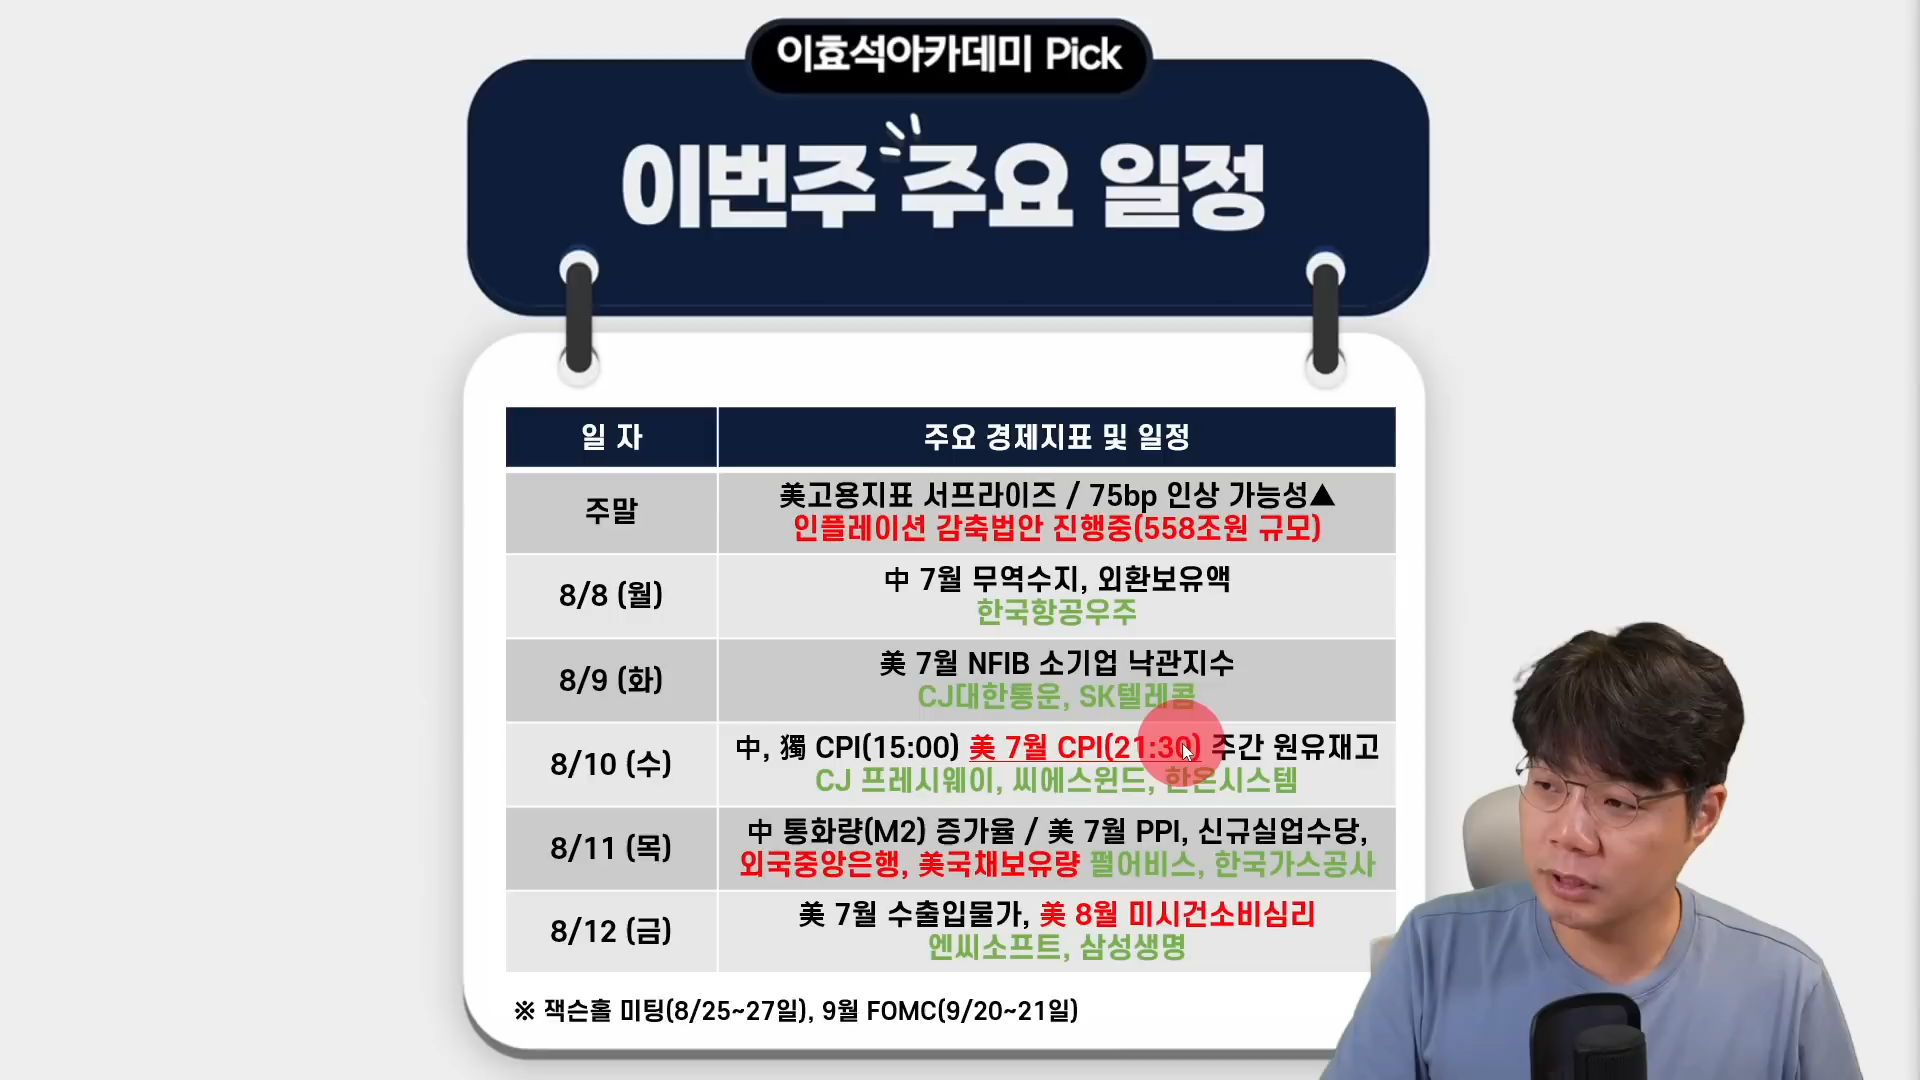 이효석아카데미 Pick
이번주 주요 일정
일 자
주요 경제지표 및 일정
주말
美고용지표 서프라이즈 / 75bp 인상 가능성▲
인플레이션 감축법안 진행중(558조원 규모)
8/8 (월)
中 7월 무역수지, 외환보유액
한국항공우주
8/9 (화)
美 7월 NFIB 소기업 낙관지수
CJ대한통운, SK텔레콤
8/10 (수)
中, 獨 CPI(15:00) 美 7월 CPI(21:30) 주간 원유재고
CJ 프레시웨이, 씨에스윈드, 한온시스템
8/11 (목)
中 통화량(M2) 증가율 / 美 7월 PPI, 신규실업수당,
외국중앙은행, 美국채보유량 펄어비스, 한국가스공사
8/12 (금)
美 7월 수출입물가, 美 8월 미시건소비심리
엔씨소프트, 삼성생명
※ 잭슨홀 미팅(8/25~27일), 9월 FOMC(9/20~21일)